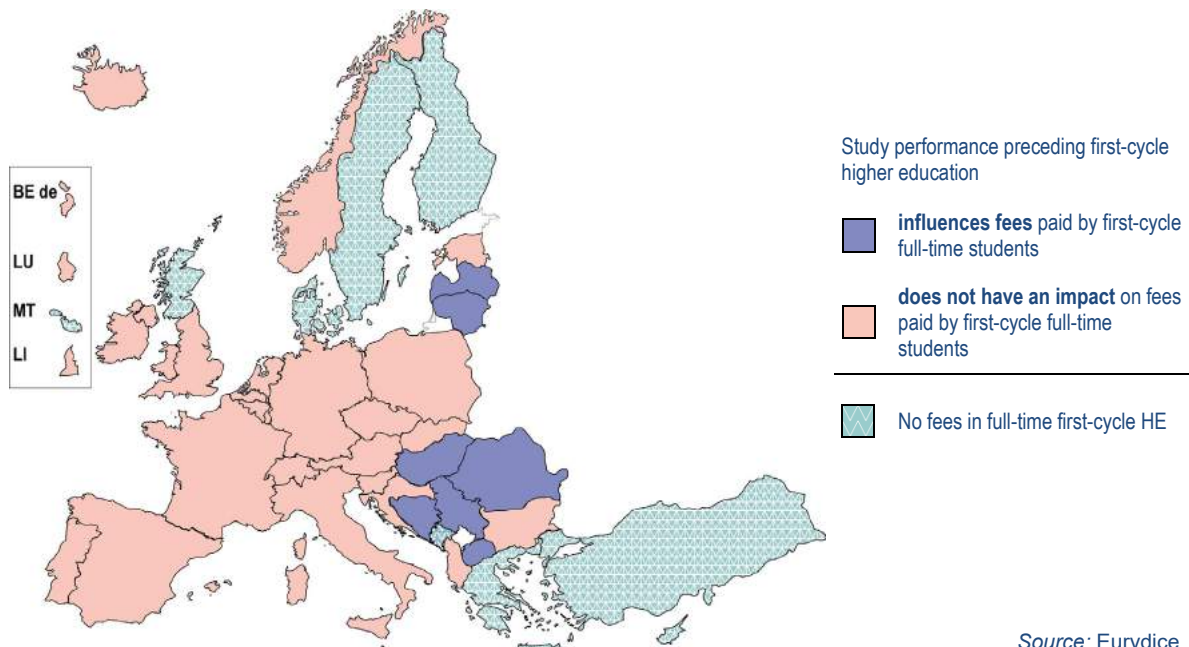 BE de
LU
MT
LI
Study performance preceding first-cycle
higher education
influences fees paid by first-cycle
full-time students
does not have an impact on fees
paid by first-cycle full-time
students
No fees in full-time first-cycle HE
Source: Eurydice